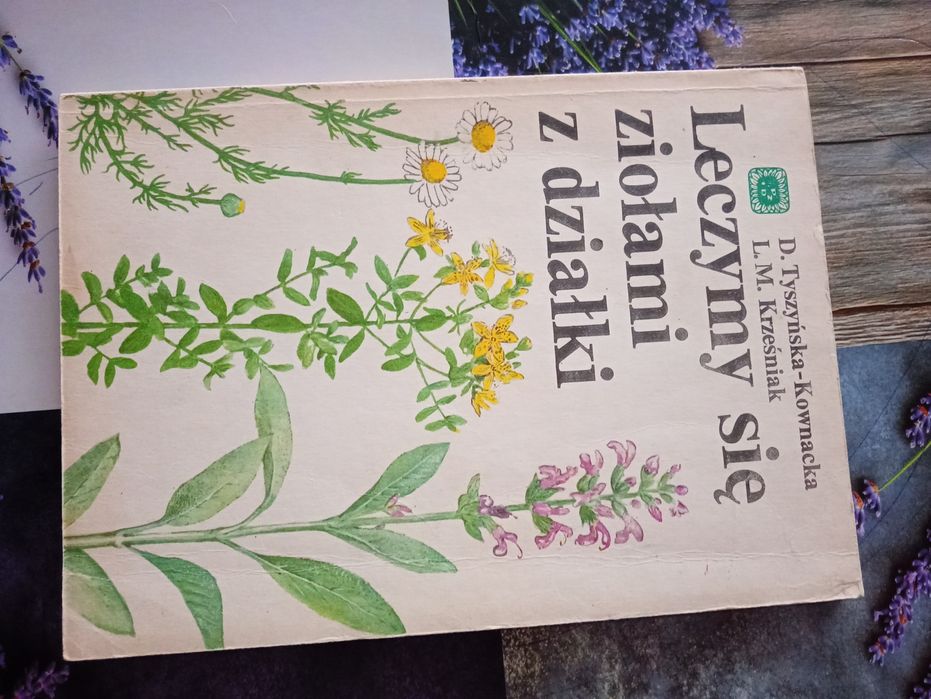 D. Tyszyńska-Kownacka
L. M. Krześniak
Leczymy się
ziołami
z działki